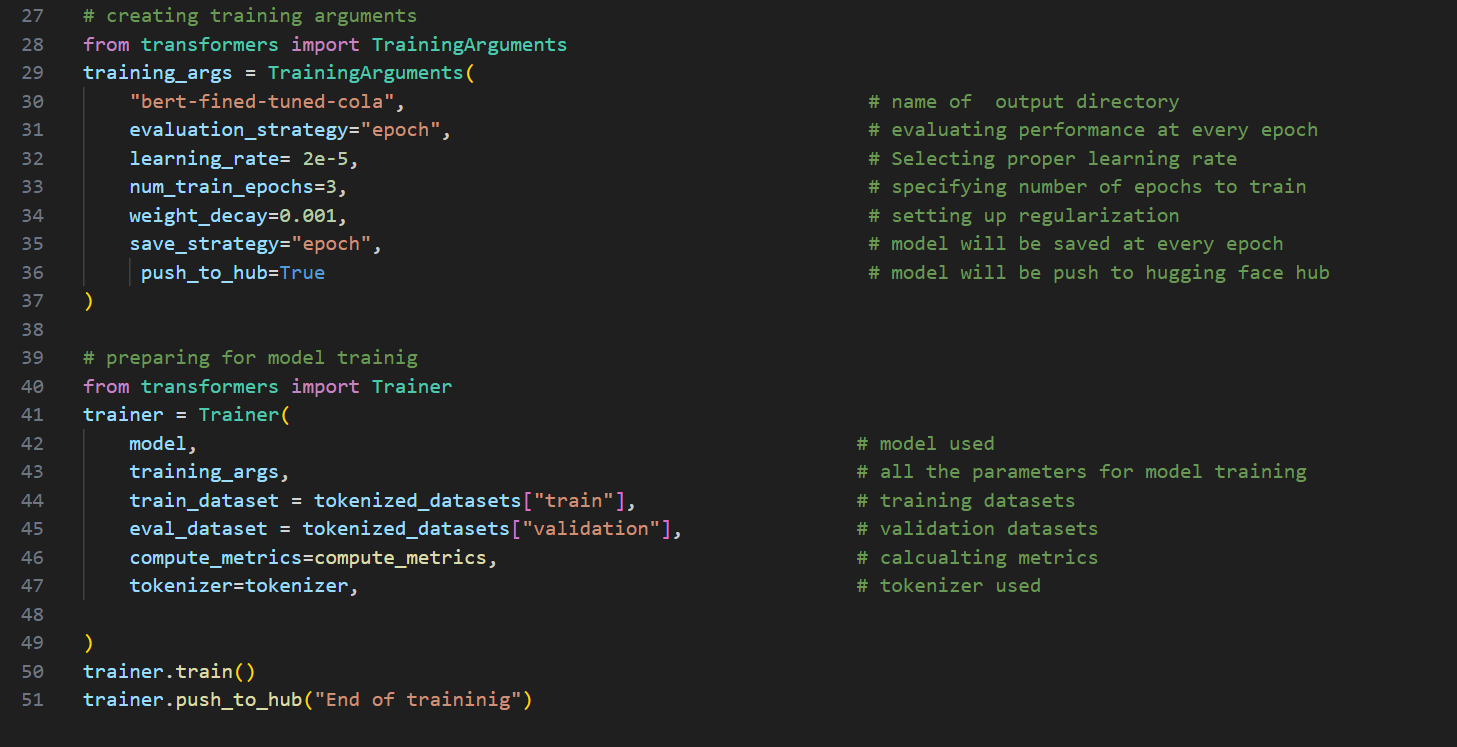 27 # creating training arguments
28 from transformers import TrainingArguments
29 training_args = TrainingArguments(
30     "bert-fined-tuned-cola", # name of  output directory
31     evaluation_strategy="epoch", # evaluating performance at every epoch
32     learning_rate= 2e-5, # Selecting proper learning rate
33     num_train_epochs=3, # specifying number of epochs to train
34     weight_decay=0.001, # setting up regularization
35     save_strategy="epoch", # model will be saved at every epoch
36      push_to_hub=True # model will be push to hugging face hub
37 )
38
39 # preparing for model trainig
40 from transformers import Trainer
41 trainer = Trainer(
42     model, # model used
43     training_args, # all the parameters for model training
44     train_dataset = tokenized_datasets["train"], # training datasets
45     eval_dataset = tokenized_datasets["validation"], # validation datasets
46     compute_metrics=compute_metrics, # calcualting metrics
47     tokenizer=tokenizer, # tokenizer used
48
49 )
50 trainer.train()
51 trainer.push_to_hub("End of traininig")